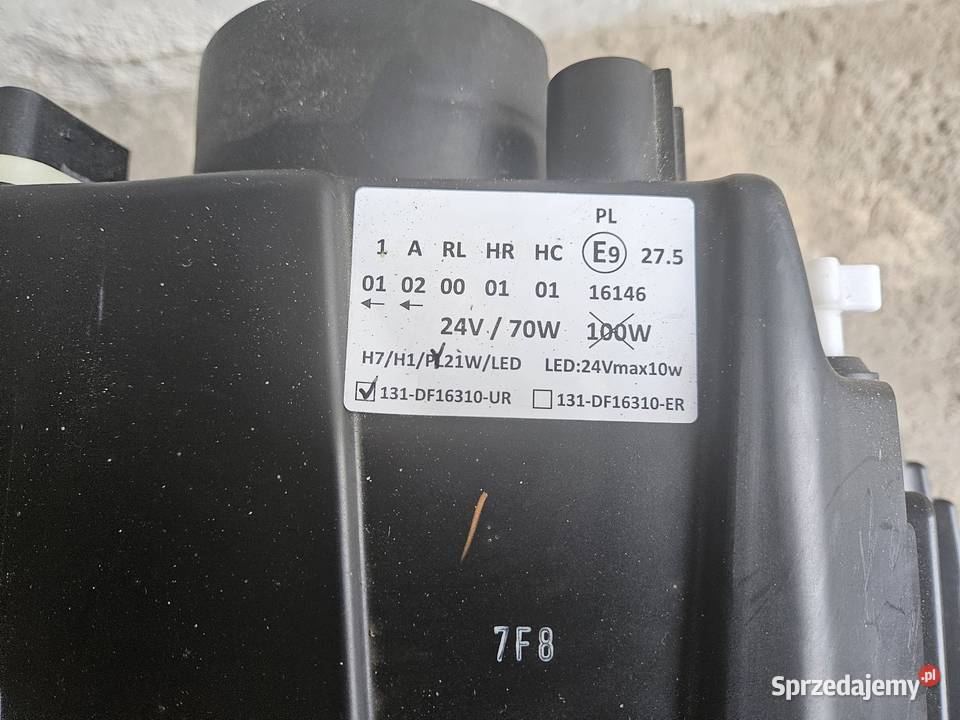 PL
1 A RL HR HC E9 27.5
01 02 00 01 01 16146
← ←
24V / 70W 100W
H7/H1/PL21W/LED LED:24Vmax10w
☑ 131-DF16310-UR ☐ 131-DF16310-ER
7F8
Sprzedajemy.pl